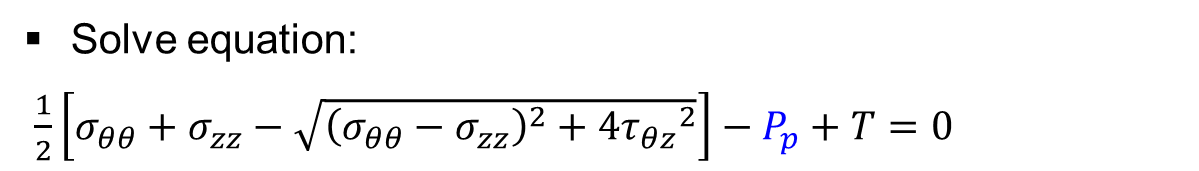 ▪ Solve equation:
½[σθθ + σzz − √((σθθ − σzz)² + 4τθz²)] − Pp + T = 0